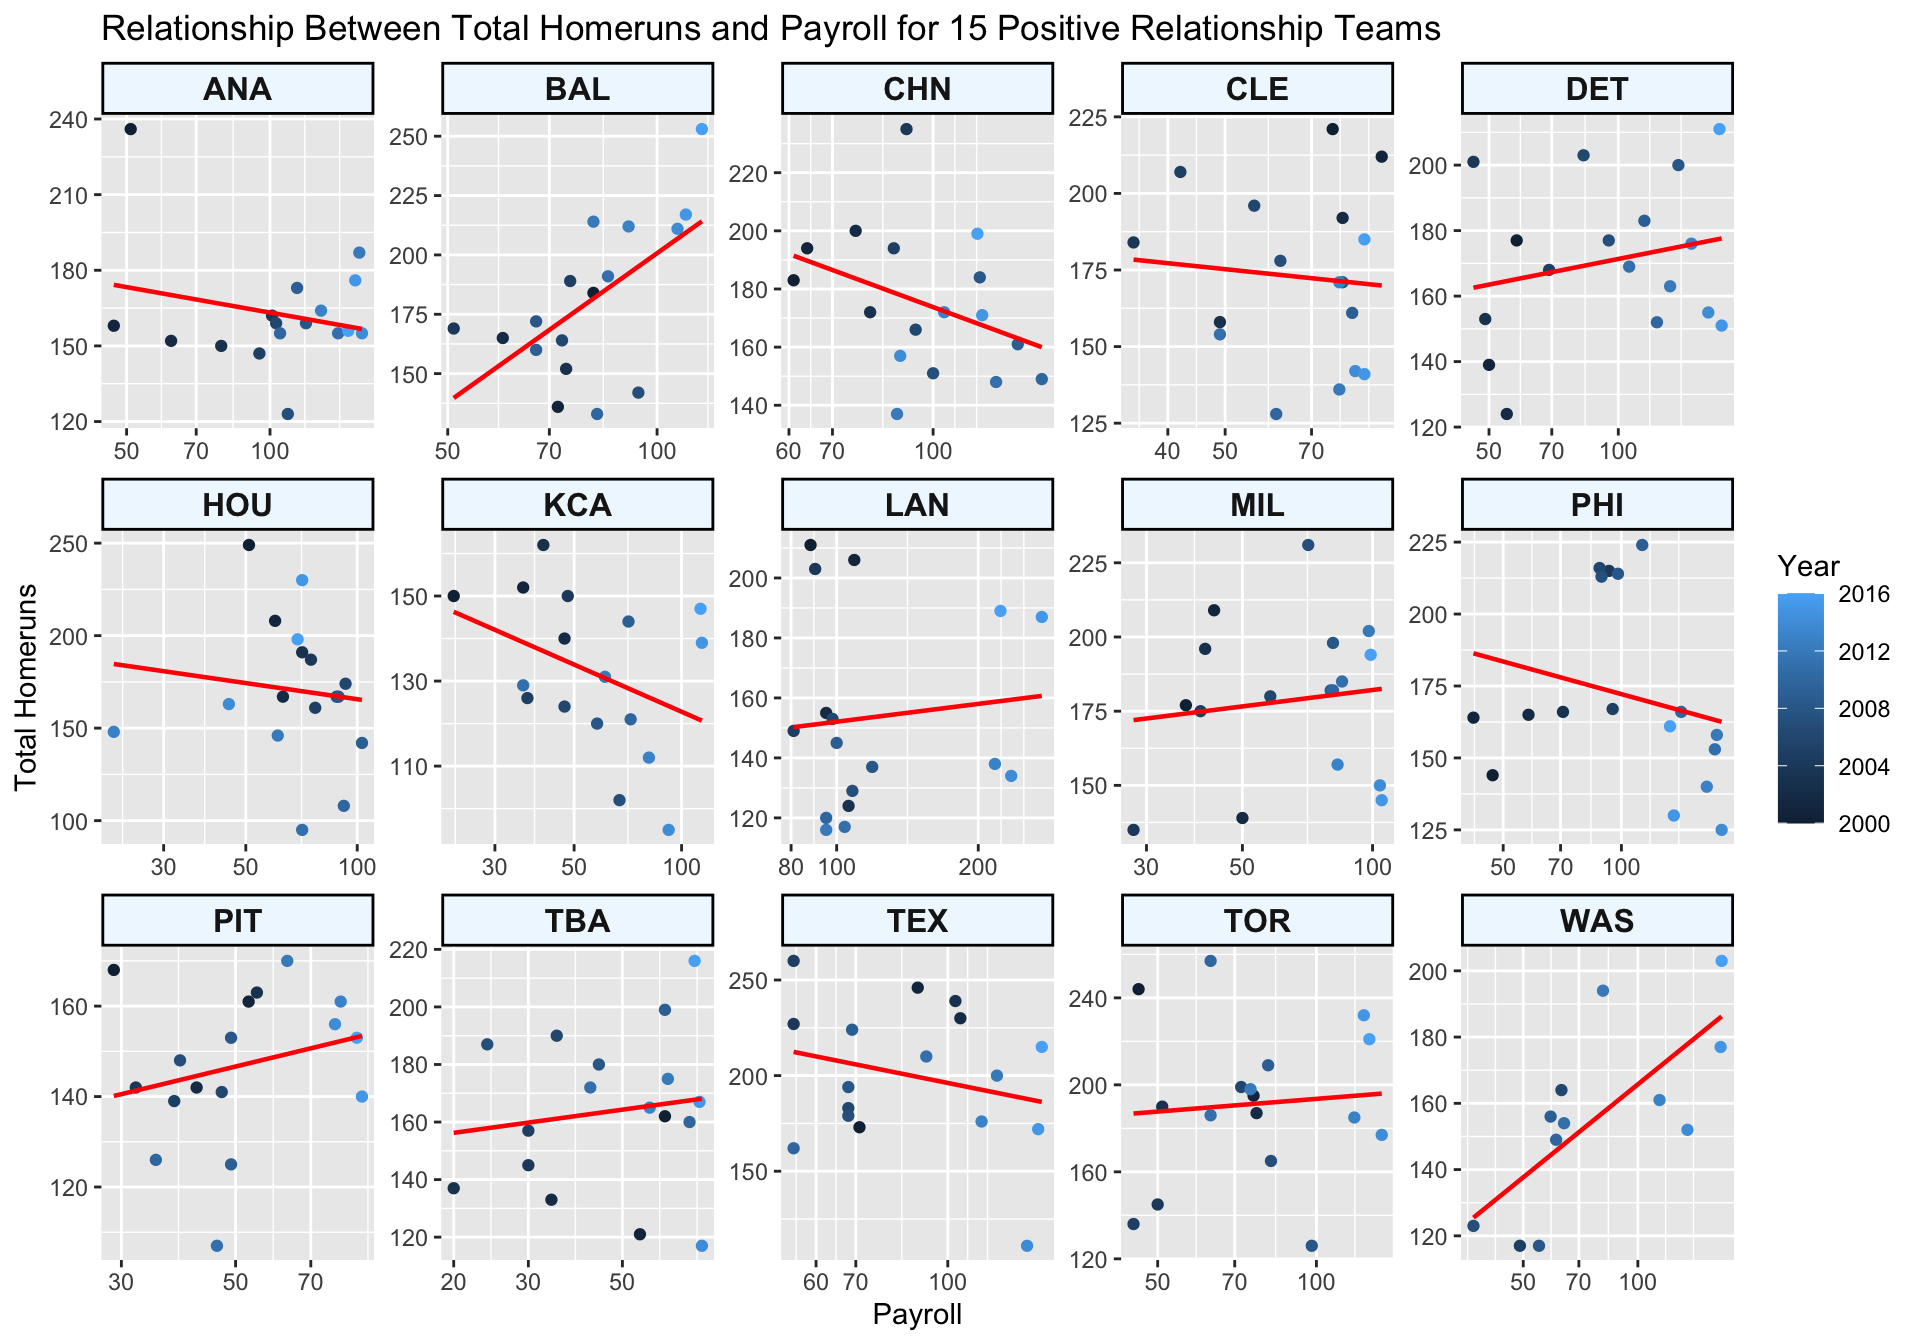 Relationship Between Total Homeruns and Payroll for 15 Positive Relationship Teams
ANA BAL CHN CLE DET
240 210 180 150 120
250 225 200 175 150
220 200 180 160 140
225 200 175 150 125
200 180 160 140 120
50 70 100 50 70 100 60 70 100 40 50 70 50 70 100
HOU KCA LAN MIL PHI
250 200 150 100
150 130 110
200 180 160 140 120
225 200 175 150
225 200 175 150 125
30 50 100 30 50 100 80 100 200 30 50 100 50 70 100
PIT TBA TEX TOR WAS
160 140 120
220 200 180 160 140 120
250 200 150
240 200 160 120
200 180 160 140 120
30 50 70 20 30 50 60 70 100 50 70 100 50 70 100
Total Homeruns
Payroll
Year
2016
2012
2008
2004
2000